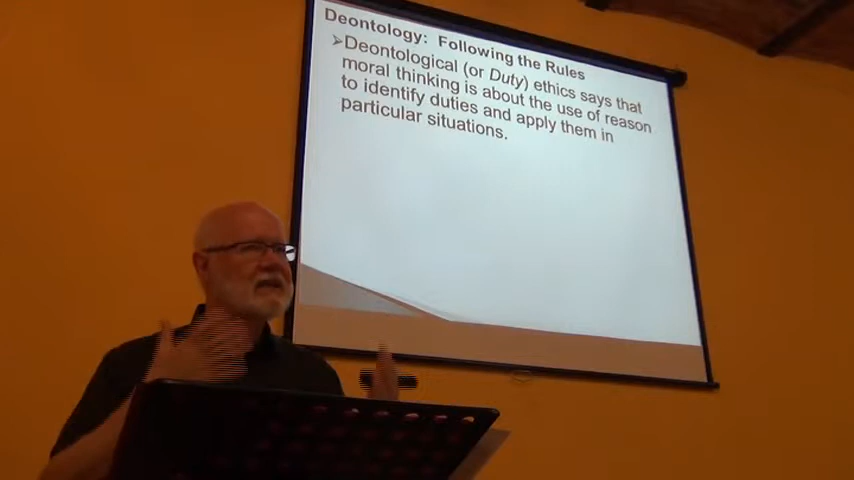 Deontology: Following the Rules
➢Deontological (or Duty) ethics says that
moral thinking is about the use of reason
to identify duties and apply them in
particular situations.